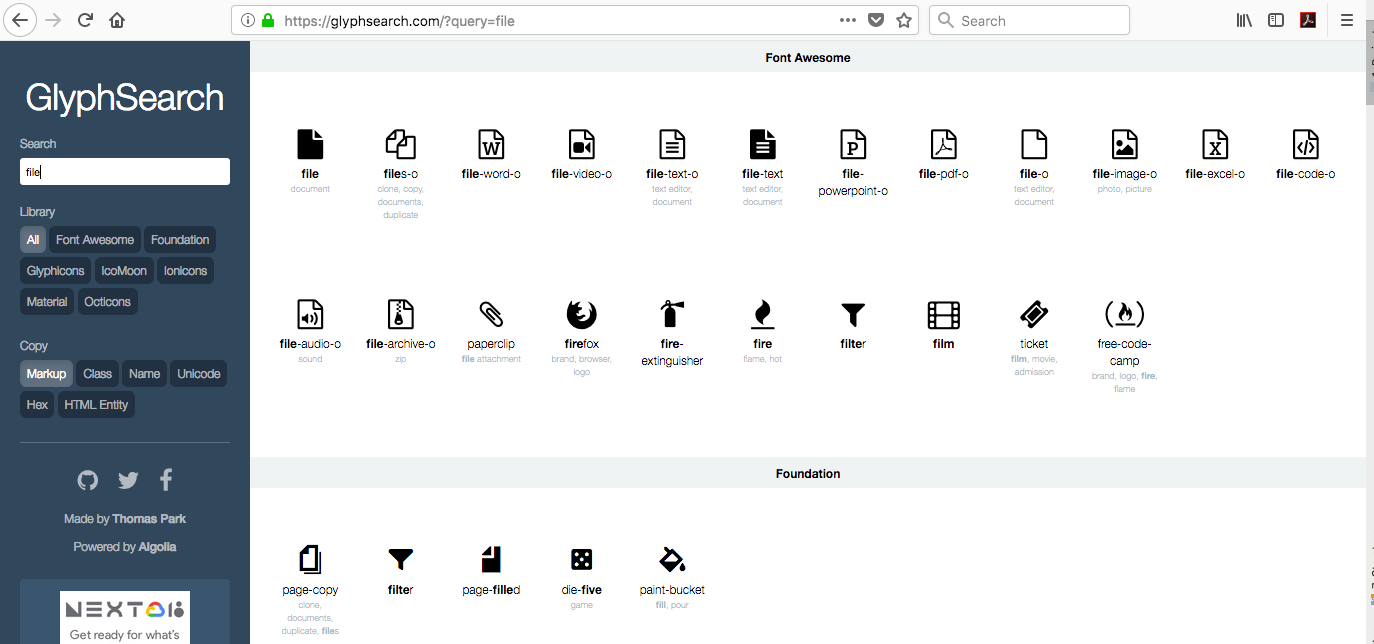 https://glyphsearch.com/?query=file
Search
GlyphSearch
Search
file
Library
All Font Awesome Foundation
Glyphicons IcoMoon Ionicons
Material Octicons
Copy
Markup Class Name Unicode
Hex HTML Entity
Made by Thomas Park
Powered by Algolia
NEXT 18
Get ready for what's
Font Awesome
file files-o file-word-o file-video-o file-text-o file-text file- file-pdf-o file-o file-image-o file-excel-o file-code-o
powerpoint-o
document clone, copy, text editor, text editor, text editor, photo, picture
documents, document document document
duplicate
W P X
file-audio-o file-archive-o paperclip firefox fire- fire filter film ticket free-code-
extinguisher camp
sound zip file attachment brand, browser, flame, hot film, movie, brand, logo, fire,
logo admission flame
Foundation
page-copy filter page-filled die-five paint-bucket
clone, game fill, pour
documents,
duplicate, files